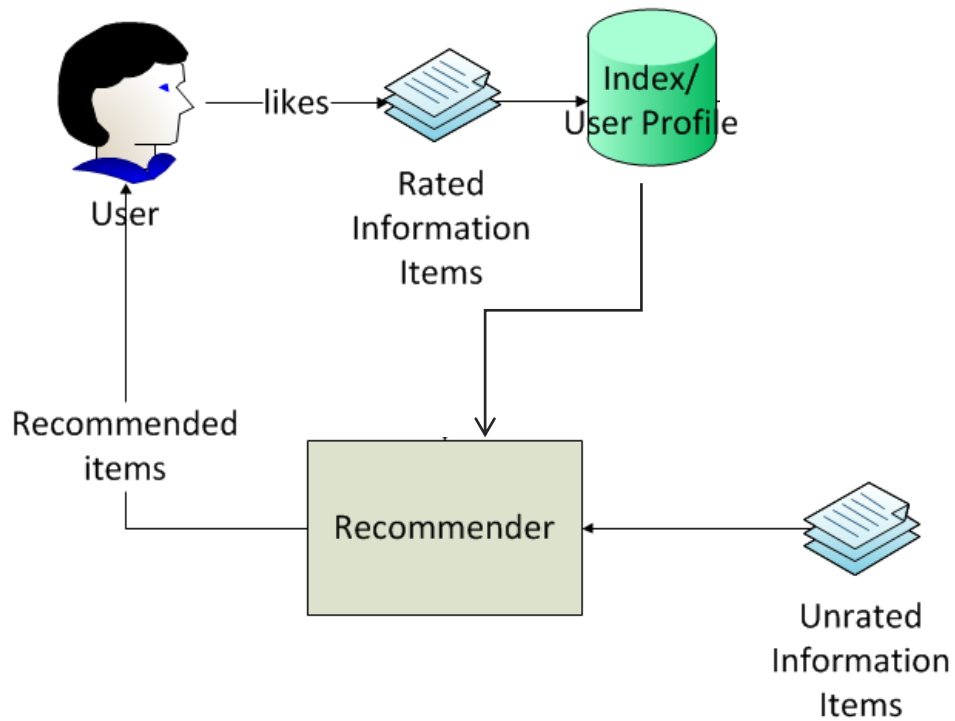 likes
Index/
User Profile
User
Rated
Information
Items
Recommended
items
Recommender
Unrated
Information
Items